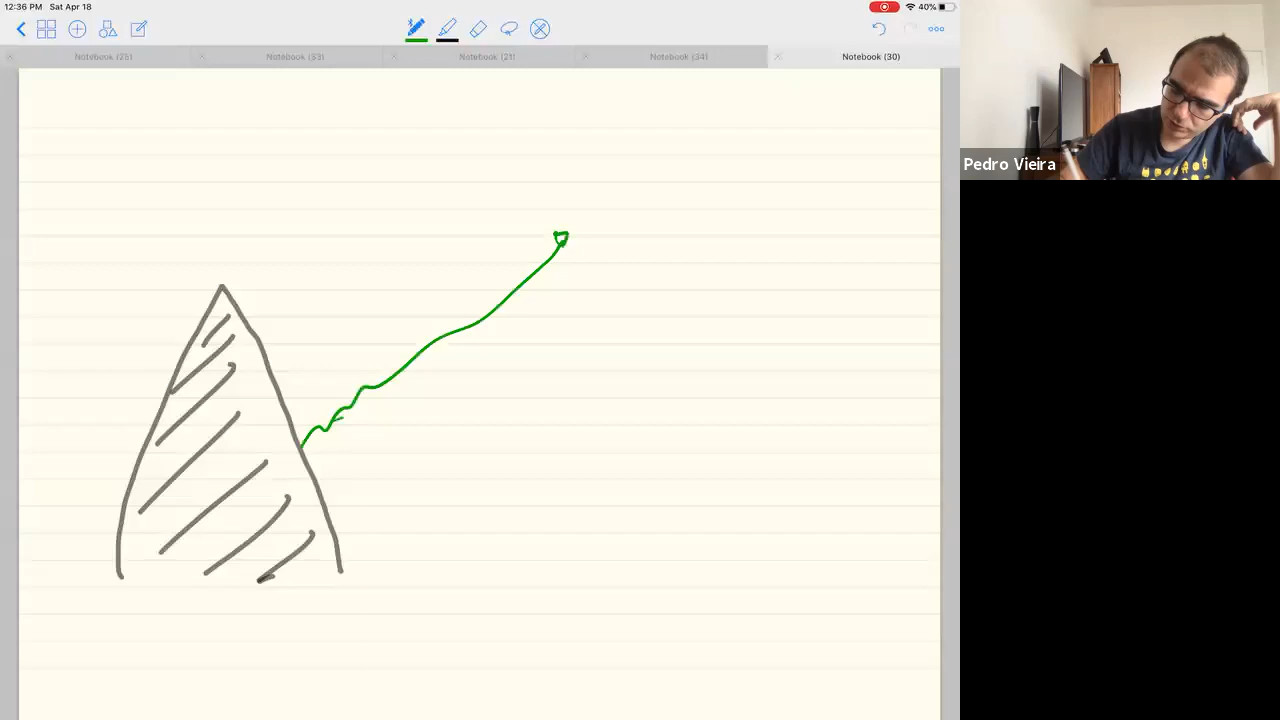 12:36 PM Sat Apr 18
40%
Notebook (25)
Notebook (53)
Notebook (21)
Notebook (34)
Notebook (30)
Pedro Vieira